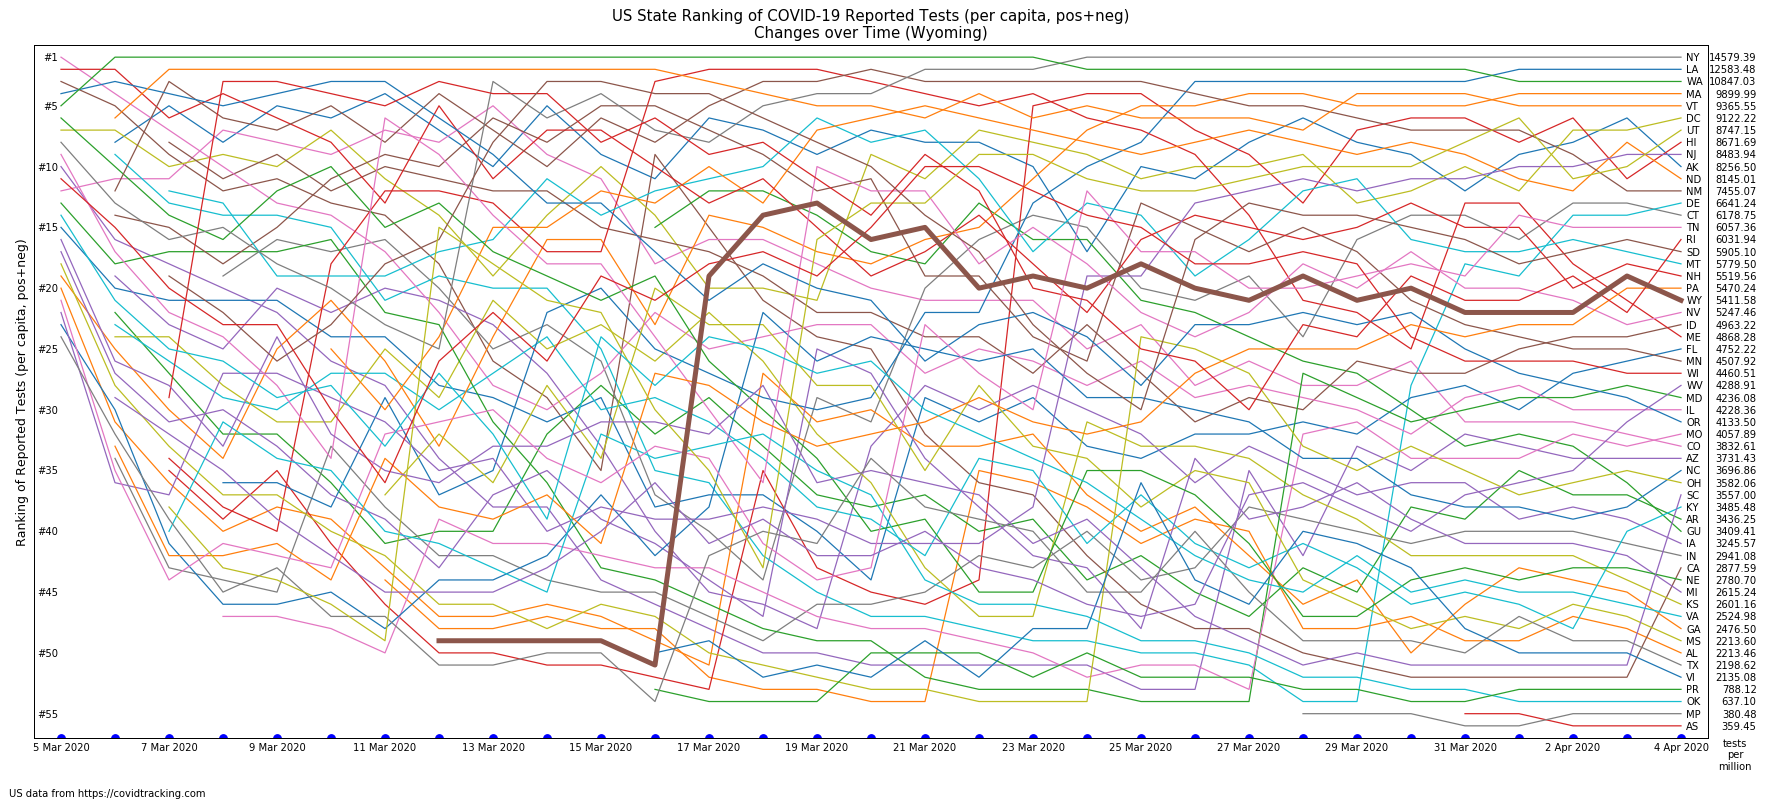 US State Ranking of COVID-19 Reported Tests (per capita, pos+neg)
Changes over Time (Wyoming)
Ranking of Reported Tests (per capita, pos+neg)
#1
#5
#10
#15
#20
#25
#30
#35
#40
#45
#50
#55
NY 14579.39
LA 12583.48
WA 10847.03
MA 9899.99
VT 9365.55
DC 9122.22
UT 8747.15
HI 8671.69
NJ 8483.94
AK 8256.50
ND 8145.01
NM 7455.07
DE 6641.24
CT 6178.75
TN 6057.36
RI 6031.94
SD 5905.10
MT 5779.50
NH 5519.56
PA 5470.24
WY 5411.58
NV 5247.46
ID 4963.22
ME 4868.28
FL 4752.22
MN 4507.92
WI 4460.51
WV 4288.91
MD 4236.08
IL 4228.36
OR 4133.50
MO 4057.89
CO 3832.61
AZ 3731.43
NC 3696.86
OH 3582.06
SC 3557.00
KY 3485.48
AR 3436.25
GU 3409.41
IA 3245.57
IN 2941.08
CA 2877.59
NE 2780.70
MI 2615.24
KS 2601.16
VA 2524.98
GA 2476.50
MS 2213.60
AL 2213.46
TX 2198.62
VI 2135.08
PR 788.12
OK 637.10
MP 380.48
AS 359.45
5 Mar 2020 7 Mar 2020 9 Mar 2020 11 Mar 2020 13 Mar 2020 15 Mar 2020 17 Mar 2020 19 Mar 2020 21 Mar 2020 23 Mar 2020 25 Mar 2020 27 Mar 2020 29 Mar 2020 31 Mar 2020 2 Apr 2020 4 Apr 2020
tests
per
million
US data from https://covidtracking.com